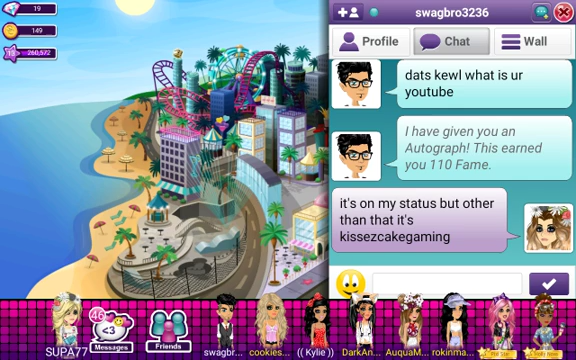 19
149
13 260,572
swagbro3236
Profile
Chat
Wall
dats kewl what is ur
youtube
I have given you an
Autograph! This earned
you 110 Fame.
it's on my status but other
than that it's
kissezcakegaming
46
<3
Messages
Friends
SUPA77
swagbr...
cookies...
(( Kylie ))
DarkAn...
AuquaM...
rokinma...